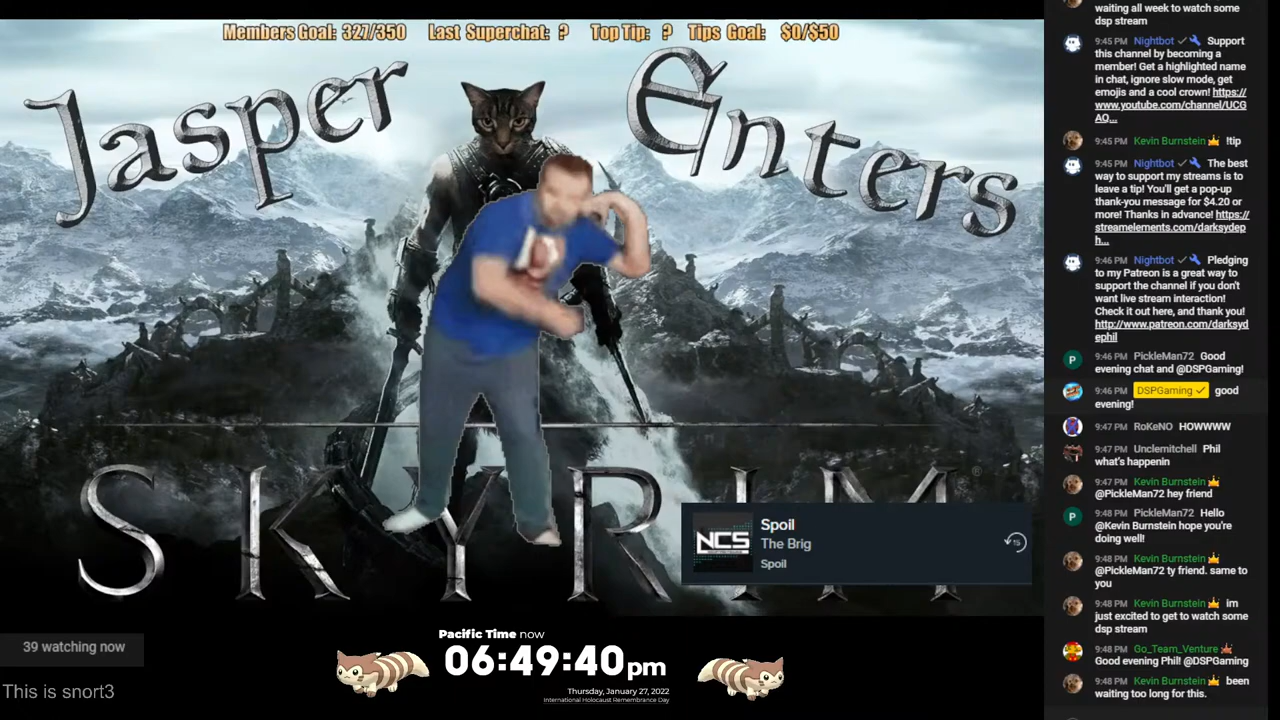 Members Goal: 327/350 Last Superchat: ? Top Tip: ? Tips Goal: $0/$50
Jasper Enters
SKYRIM
®
NCS
Spoil
The Brig
Spoil
15
39 watching now
This is snort3
Pacific Time now
06:49:40pm
Thursday, January 27, 2022
International Holocaust Remembrance Day
waiting all week to watch some
dsp stream
9:45 PM Nightbot Support
this channel by becoming a
member! Get a highlighted name
in chat, ignore slow mode, get
emojis and a cool crown! https://
www.youtube.com/channel/UCG
AQ...
9:45 PM Kevin Burnstein !tip
9:45 PM Nightbot The best
way to support my streams is to
leave a tip! You'll get a pop-up
thank-you message for $4.20 or
more! Thanks in advance! https://
streamelements.com/darksydep
h...
9:46 PM Nightbot Pledging
to my Patreon is a great way to
support the channel if you don't
want live stream interaction!
Check it out here, and thank you!
http://www.patreon.com/darksyd
ephil
P
9:46 PM PickleMan72 Good
evening chat and @DSPGaming!
9:46 PM DSPGaming good
evening!
9:47 PM RoKeNO HOWWWW
9:47 PM Unclemitchell Phil
what's happenin
9:47 PM Kevin Burnstein
@PickleMan72 hey friend
P
9:48 PM PickleMan72 Hello
@Kevin Burnstein hope you're
doing well!
9:48 PM Kevin Burnstein
@PickleMan72 ty friend. same to
you
9:48 PM Kevin Burnstein im
just excited to get to watch some
dsp stream
9:48 PM Go_Team_Venture
Good evening Phil! @DSPGaming
9:48 PM Kevin Burnstein been
waiting too long for this.